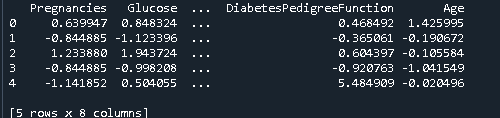 Pregnancies Glucose ... DiabetesPedigreeFunction Age
0 0.639947 0.848324 ... 0.468492 1.425995
1 -0.844885 -1.123396 ... -0.365061 -0.190672
2 1.233880 1.943724 ... 0.604397 -0.105584
3 -0.844885 -0.998208 ... -0.920763 -1.041549
4 -1.141852 0.504055 ... 5.484909 -0.020496
[5 rows x 8 columns]